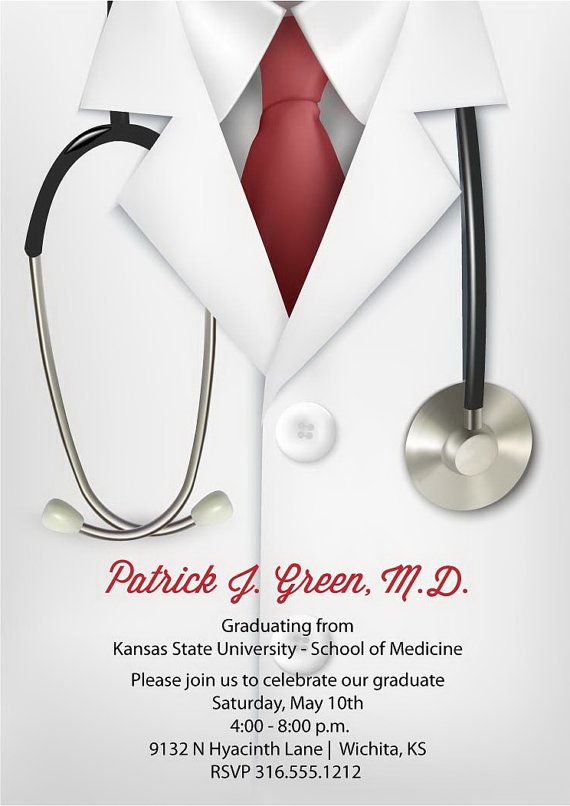 Patrick J. Green, M.D.
Graduating from
Kansas State University - School of Medicine
Please join us to celebrate our graduate
Saturday, May 10th
4:00 - 8:00 p.m.
9132 N Hyacinth Lane | Wichita, KS
RSVP 316.555.1212